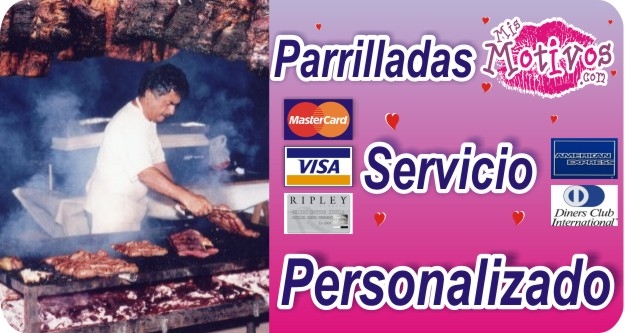 Parrilladas
Mis
Motivos
.com
MasterCard
VISA
RIPLEY
Servicio
AMERICAN EXPRESS
Diners Club
International
Personalizado